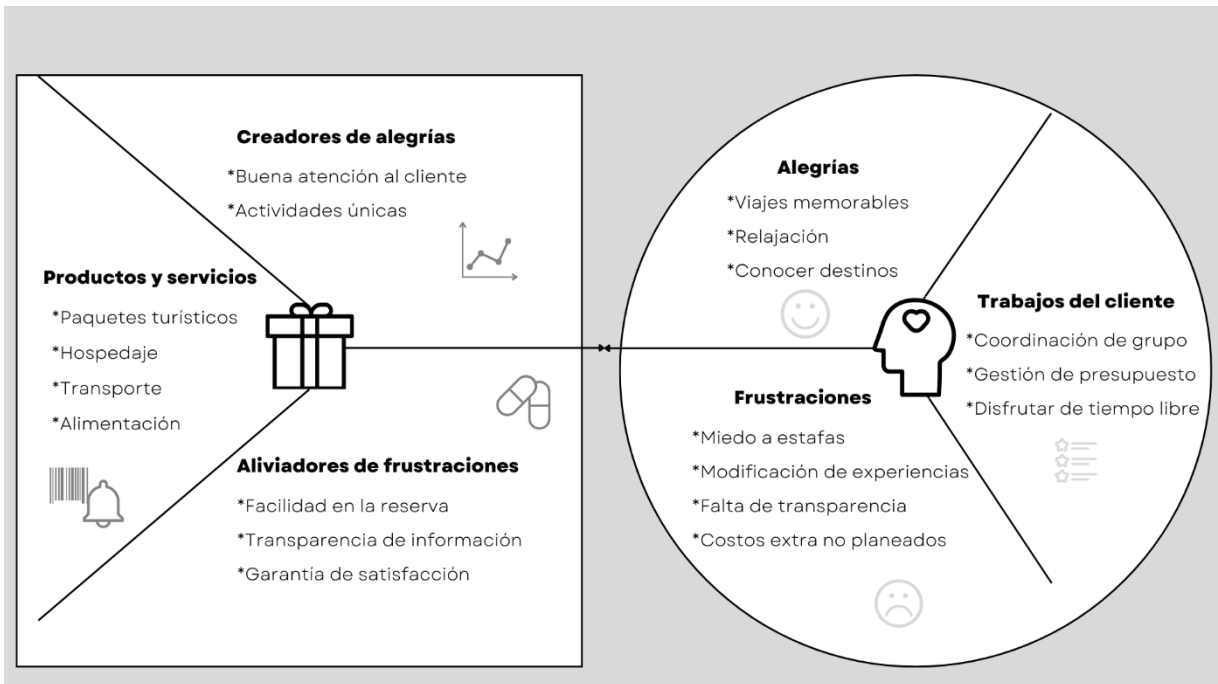 Creadores de alegrías
*Buena atención al cliente
*Actividades únicas
Productos y servicios
*Paquetes turísticos
*Hospedaje
*Transporte
*Alimentación
Aliviadores de frustraciones
*Facilidad en la reserva
*Transparencia de información
*Garantía de satisfacción
Alegrías
*Viajes memorables
*Relajación
*Conocer destinos
Trabajos del cliente
*Coordinación de grupo
*Gestión de presupuesto
*Disfrutar de tiempo libre
Frustraciones
*Miedo a estafas
*Modificación de experiencias
*Falta de transparencia
*Costos extra no planeados